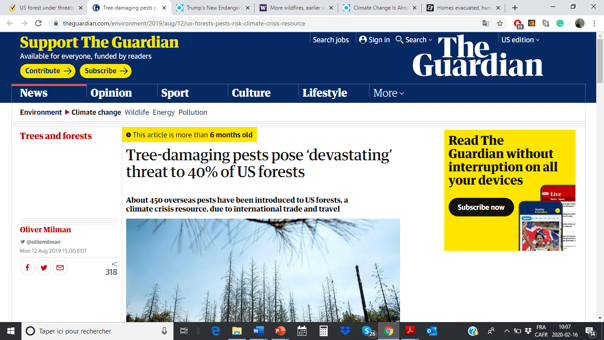 US forest under threat:
Tree-damaging pests p
Trump's New Endanger
More wildfires, earlier s
Climate Change Is Alre
Homes evacuated, hur
theguardian.com/environment/2019/aug/12/us-forests-pests-risk-climate-crisis-resource
Support The Guardian
Available for everyone, funded by readers
Contribute →
Subscribe →
Search jobs
Sign in
Search
US edition
The Guardian
News
Opinion
Sport
Culture
Lifestyle
More
Environment ▶ Climate change Wildlife Energy Pollution
Trees and forests
This article is more than 6 months old
Tree-damaging pests pose ‘devastating’
threat to 40% of US forests
About 450 overseas pests have been introduced to US forests, a
climate crisis resource, due to international trade and travel
Oliver Milman
@olliemilman
Mon 12 Aug 2019 15.00 EDT
318
Read The
Guardian without
interruption on all
your devices
Subscribe now
Live
Taper ici pour rechercher
26
FRA
CAFR
10:07
2020-02-16
14